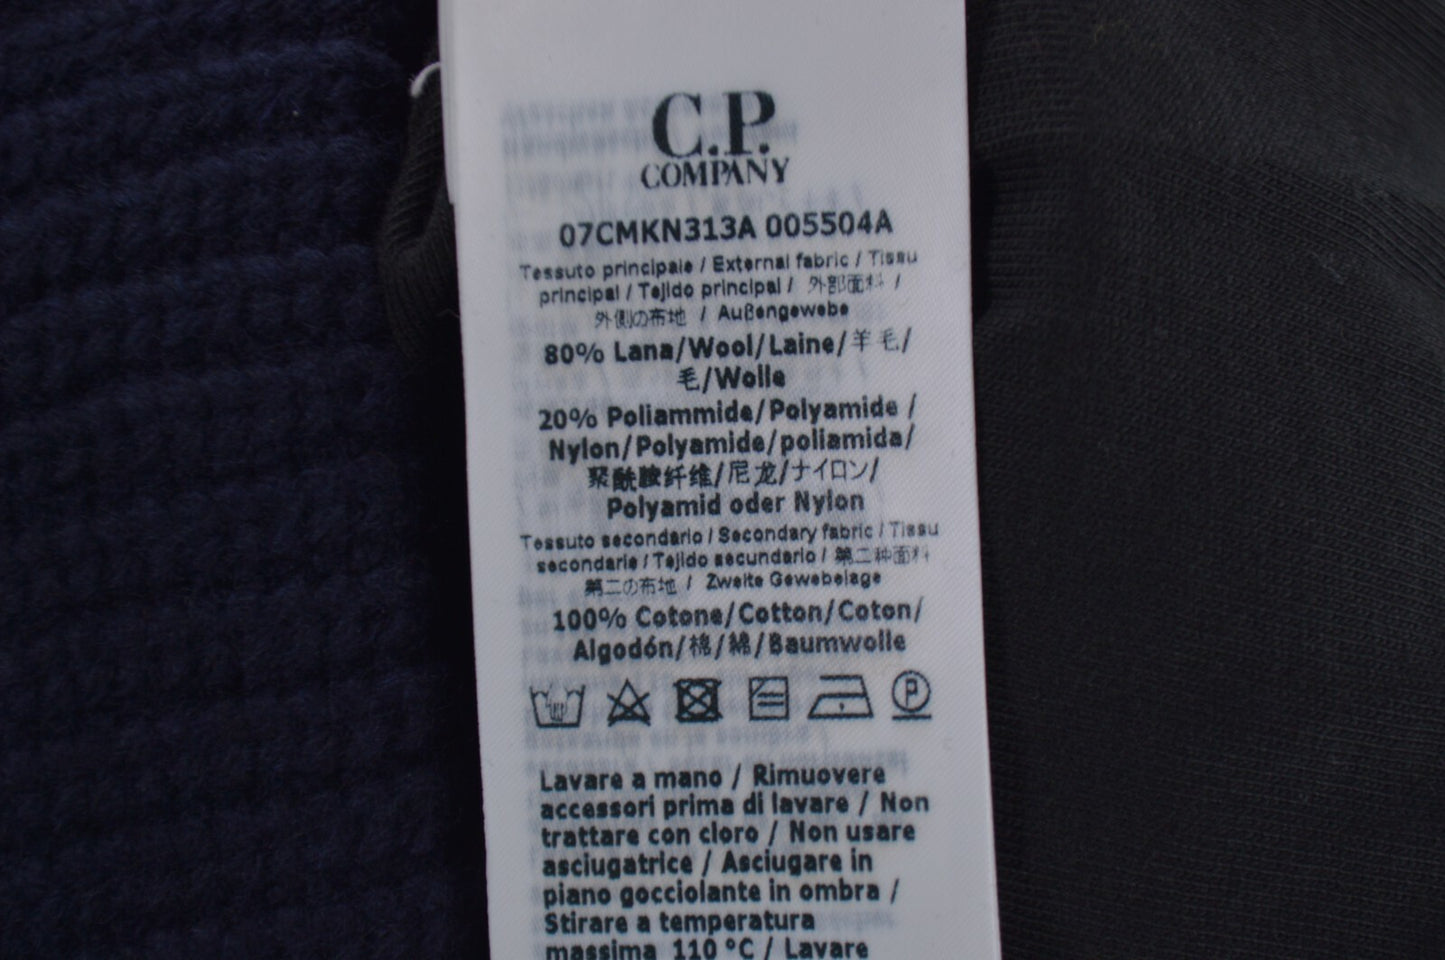 C.P.
COMPANY
07CMKN313A 005504A
Tessuto principale / External fabric / Tissu
principal / Tejido principal / 外部面料 /
外側の布地 / Außengewebe
80% Lana/Wool/Laine/羊毛/
毛/Wolle
20% Poliammide/Polyamide /
Nylon/Polyamide/poliamida/
聚酰胺纤维/尼龙/ナイロン/
Polyamid oder Nylon
Tessuto secondario / Secondary fabric / Tissu
secondarie / Tejido secundario / 第二种面料
第二の布地 / Zweite Gewebelage
100% Cotone/Cotton/Coton/
Algodón/棉/綿/Baumwolle
P
Lavare a mano / Rimuovere
accessori prima di lavare / Non
trattare con cloro / Non usare
asciugatrice / Asciugare in
piano gocciolante in ombra /
Stirare a temperatura
massima 110 °C / Lavare